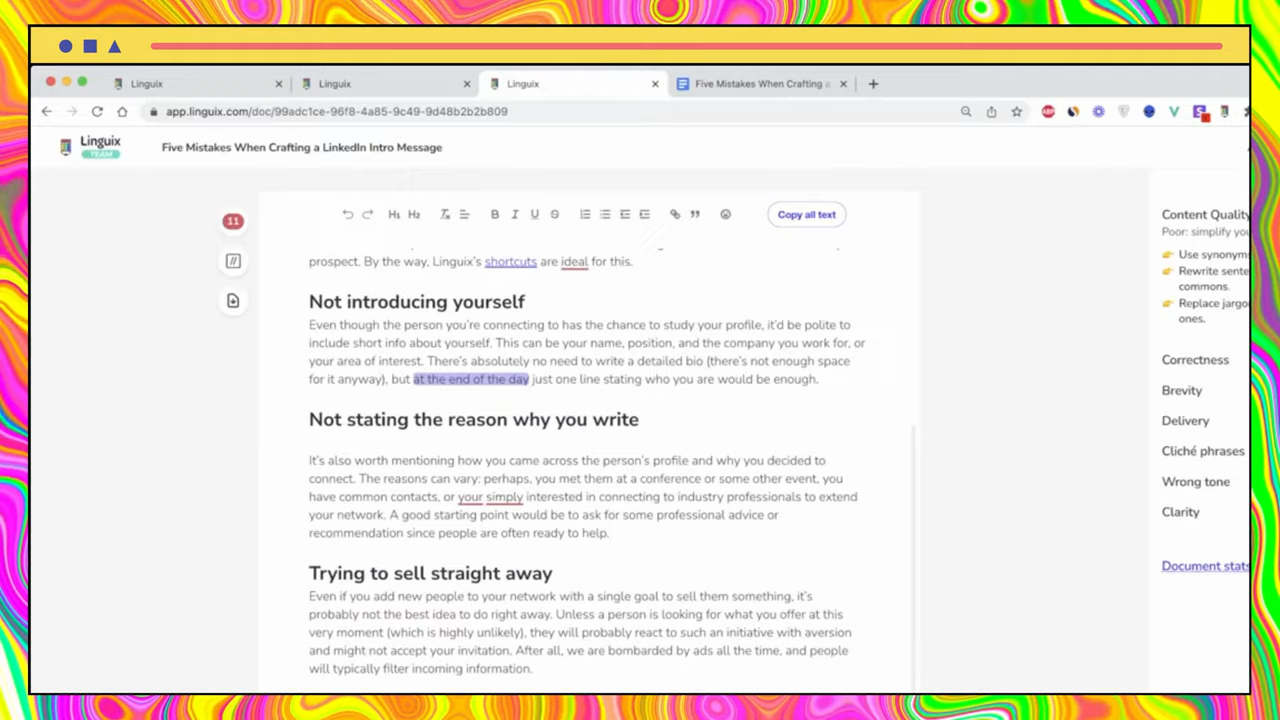 Linguix
Linguix
Linguix
Five Mistakes When Crafting a
app.linguix.com/doc/99adc1ce-96f8-4a85-9c49-9d48b2b2b809
ABP
Linguix
TEAM
Five Mistakes When Crafting a LinkedIn Intro Message
11
H1 H2
B I U S
Copy all text
prospect. By the way, Linguix's shortcuts are ideal for this.
Not introducing yourself
Even though the person you're connecting to has the chance to study your profile, it'd be polite to
include short info about yourself. This can be your name, position, and the company you work for, or
your area of interest. There's absolutely no need to write a detailed bio (there's not enough space
for it anyway), but at the end of the day just one line stating who you are would be enough.
Not stating the reason why you write
It's also worth mentioning how you came across the person's profile and why you decided to
connect. The reasons can vary: perhaps, you met them at a conference or some other event, you
have common contacts, or your simply interested in connecting to industry professionals to extend
your network. A good starting point would be to ask for some professional advice or
recommendation since people are often ready to help.
Trying to sell straight away
Even if you add new people to your network with a single goal to sell them something, it's
probably not the best idea to do right away. Unless a person is looking for what you offer at this
very moment (which is highly unlikely), they will probably react to such an initiative with aversion
and might not accept your invitation. After all, we are bombarded by ads all the time, and people
will typically filter incoming information.
Content Quality
Poor: simplify you
Use synonyms
Rewrite sente
commons.
Replace jargo
ones.
Correctness
Brevity
Delivery
Cliché phrases
Wrong tone
Clarity
Document stats